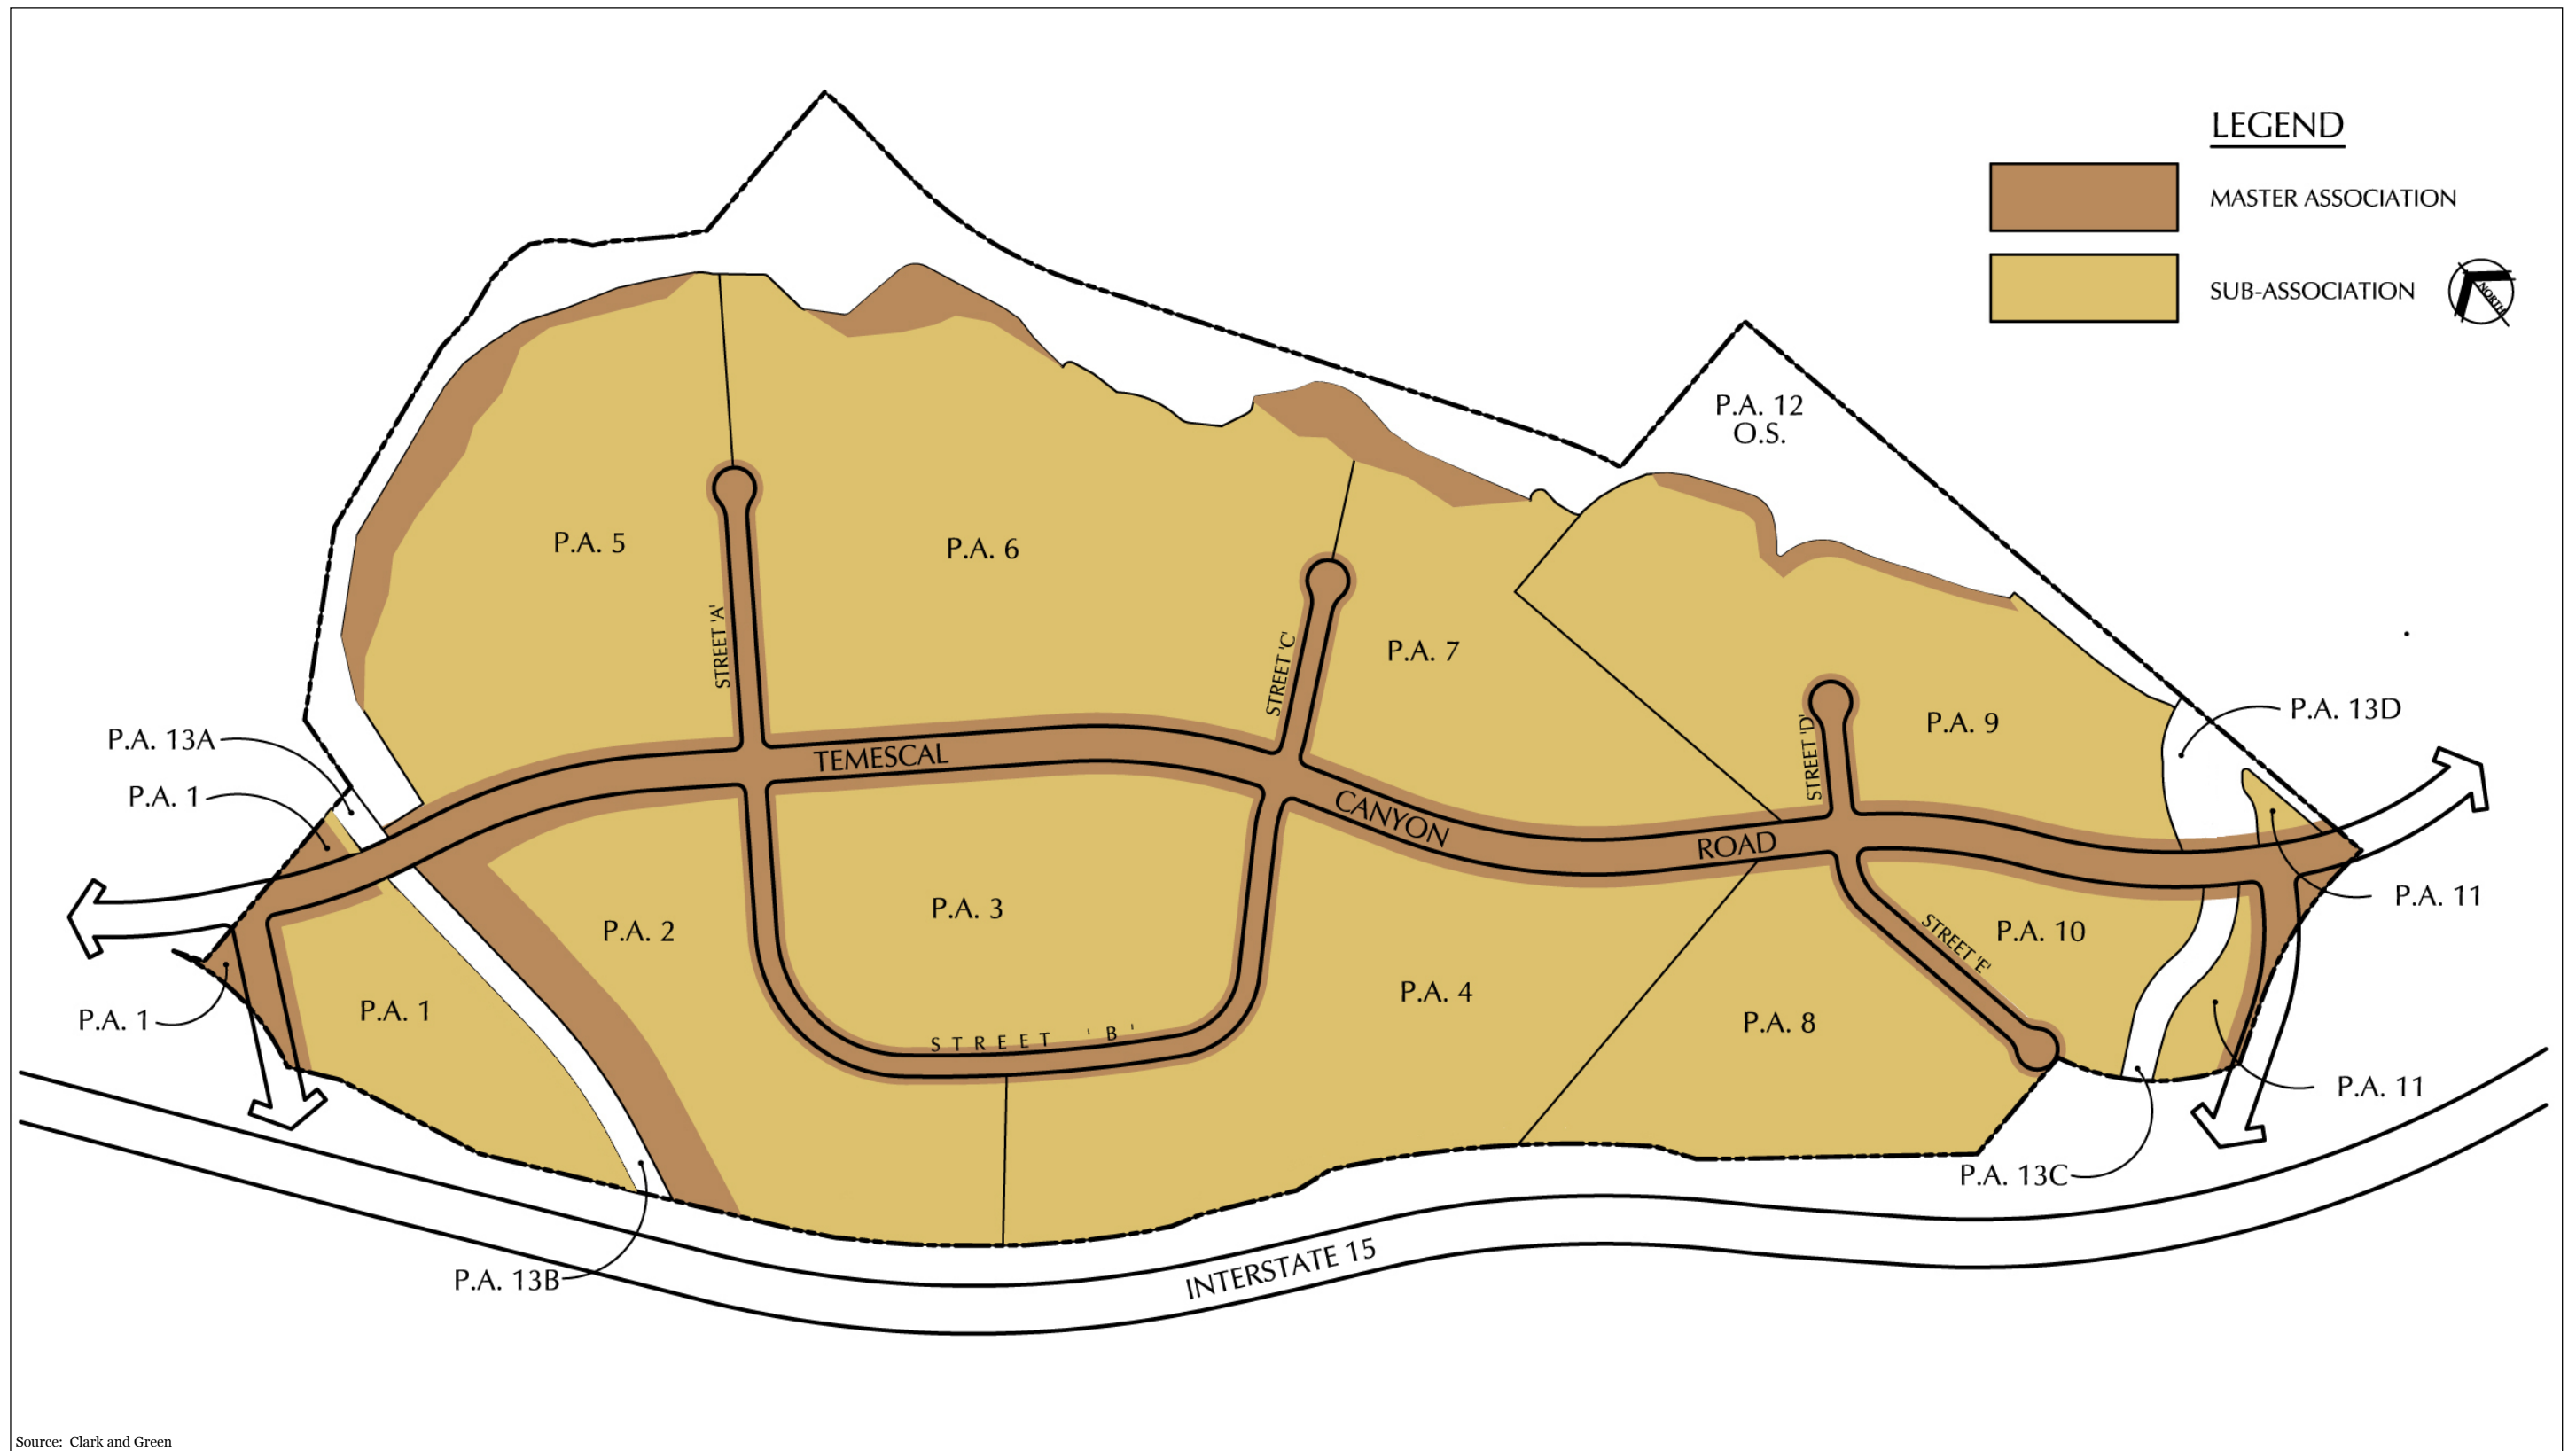 LEGEND
MASTER ASSOCIATION
SUB-ASSOCIATION
NORTH
P.A. 12
O.S.
P.A. 5
P.A. 6
STREET 'A'
STREET 'C'
P.A. 7
P.A. 9
STREET 'D'
P.A. 13D
P.A. 13A
P.A. 1
TEMESCAL
CANYON
ROAD
P.A. 11
P.A. 2
P.A. 3
P.A. 10
STREET 'E'
P.A. 4
P.A. 1
P.A. 1
P.A. 8
STREET 'B'
P.A. 11
P.A. 13C
P.A. 13B
INTERSTATE 15
Source: Clark and Green